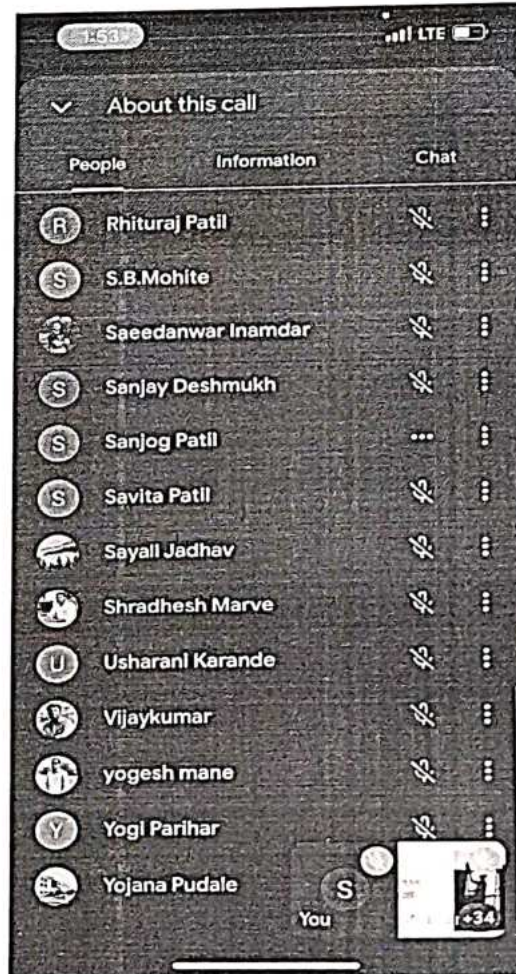 1:53 LTE
About this call
People Information Chat
R Rhituraj Patil
S S.B.Mohite
Saeedanwar Inamdar
S Sanjay Deshmukh
S Sanjog Patil
S Savita Patil
Sayali Jadhav
Shradhesh Marve
U Usharani Karande
Vijaykumar
yogesh mane
Y Yogi Parihar
Yojana Pudale
S
You +34